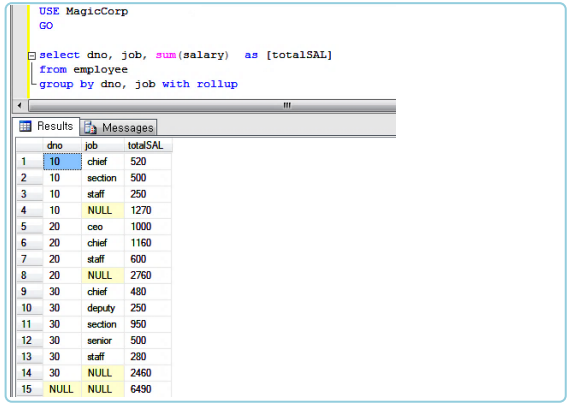 USE MagicCorp
GO
select dno, job, sum(salary)  as [totalSAL]
from employee
group by dno, job with rollup
Results Messages
dno job totalSAL
1 10 chief 520
2 10 section 500
3 10 staff 250
4 10 NULL 1270
5 20 ceo 1000
6 20 chief 1160
7 20 staff 600
8 20 NULL 2760
9 30 chief 480
10 30 deputy 250
11 30 section 950
12 30 senior 500
13 30 staff 280
14 30 NULL 2460
15 NULL NULL 6490